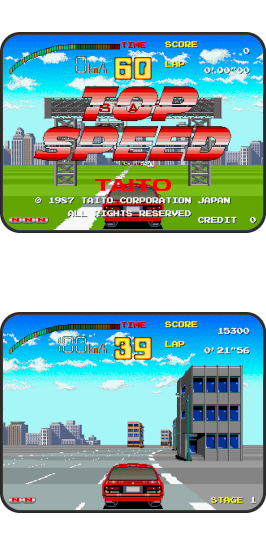 TIME SCORE
0
0km/h 60 LAP 0'00"00
TOP
SPEED
TAITO
© 1987 TAITO CORPORATION JAPAN
ALL RIGHTS RESERVED
N N N CREDIT 0
TIME SCORE
15300
39 LAP
0'21"56
STAGE 1